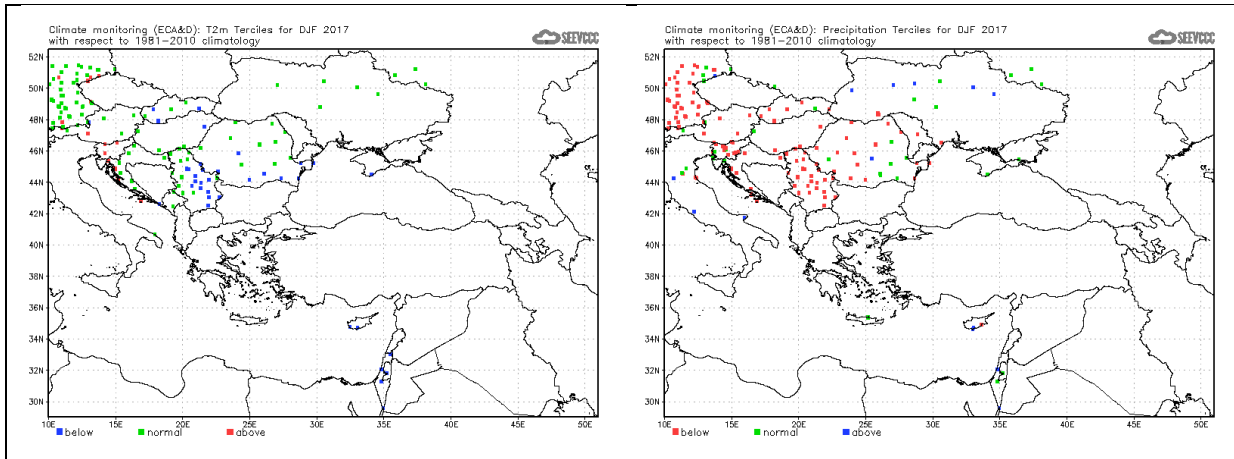 Climate monitoring (ECA&D): T2m Terciles for DJF 2017
with respect to 1981-2010 climatology
SEEVCCC
52N
50N
48N
46N
44N
42N
40N
38N
36N
34N
32N
30N
10E 15E 20E 25E 30E 35E 40E 45E 50E
below normal above
Climate monitoring (ECA&D): Precipitation Terciles for DJF 2017
with respect to 1981-2010 climatology
SEEVCCC
52N
50N
48N
46N
44N
42N
40N
38N
36N
34N
32N
30N
10E 15E 20E 25E 30E 35E 40E 45E 50E
below normal above